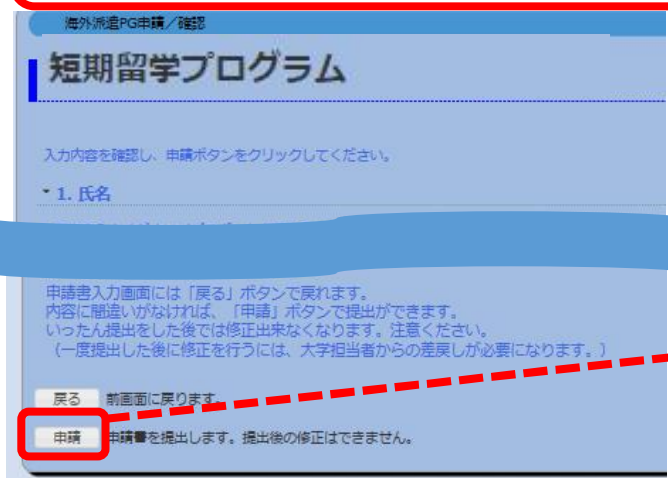 海外派遣PG申請／確認
短期留学プログラム
入力内容を確認し、申請ボタンをクリックしてください。
1. 氏名
申請書入力画面には「戻る」ボタンで戻れます。
内容に間違いがなければ、「申請」ボタンで提出ができます。
いったん提出をした後では修正出来なくなります。注意ください。
（一度提出した後に修正を行うには、大学担当者からの差戻しが必要になります。）
戻る 前画面に戻ります。
申請 申請書を提出します。提出後の修正はできません。